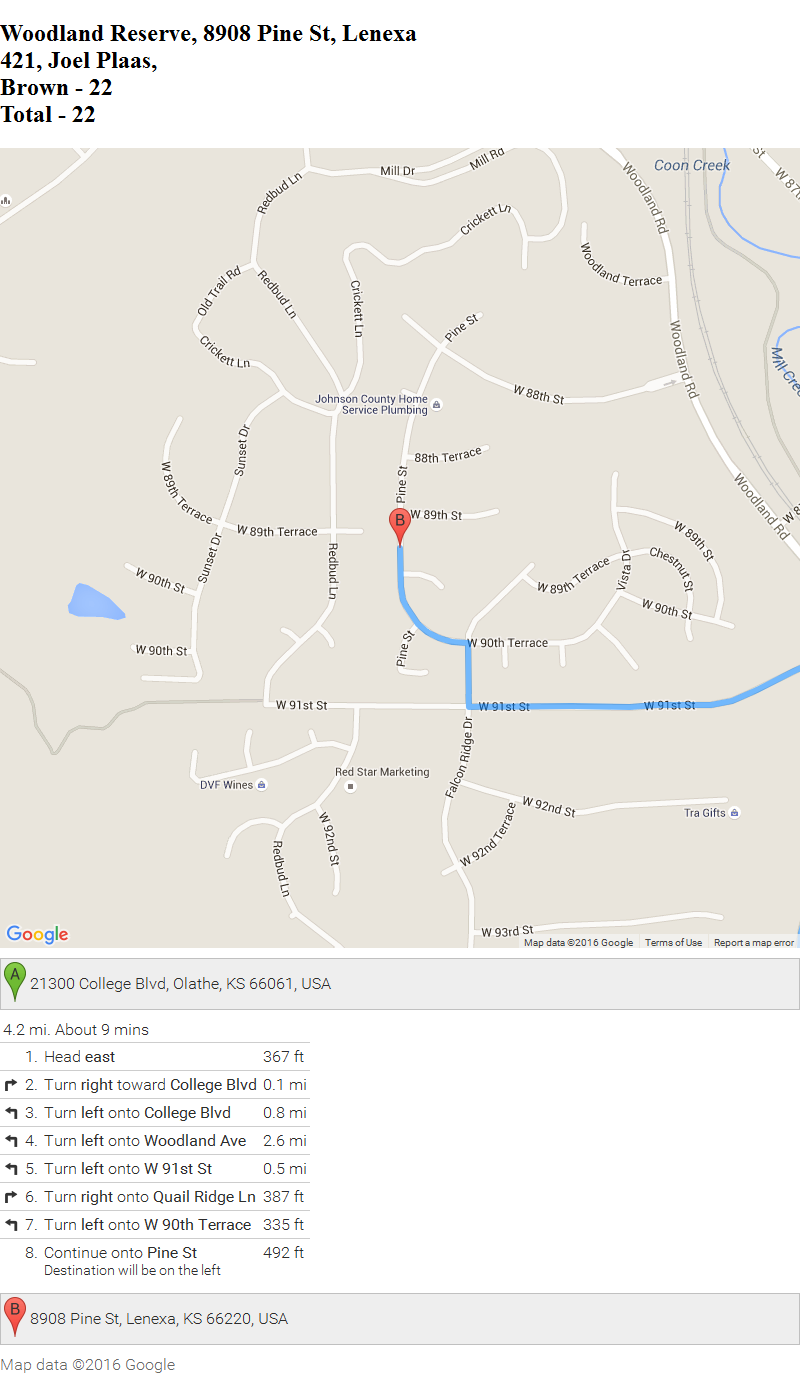 Woodland Reserve, 8908 Pine St, Lenexa
421, Joel Plaas,
Brown - 22
Total - 22
Mill Dr
Mill Rd
Woodland Rd
Coon Creek
W 87th
St
Redbud Ln
Crickett Ln
Woodland Terrace
Old Trail Rd
Redbud Ln
Crickett Ln
Pine St
Woodland Rd
Crickett Ln
W 88th St
Johnson County Home
Service Plumbing
Sunset Dr
88th Terrace
W 89th Terrace
Pine St
Woodland Rd
W 89th St
W 89th Terrace
W 89th St
B
Sunset Dr
Redbud Ln
W 90th St
W 89th Terrace
Vista Dr
Chestnut St
W 90th St
W 90th St
Pine St
W 90th Terrace
W 91st St
W 91st St
W 91st St
Falcon Ridge Dr
Red Star Marketing
DVF Wines
W 92nd St
W 92nd St
W 92nd Terrace
Tra Gifts
Redbud Ln
W 93rd St
Google
Map data ©2016 Google
Terms of Use
Report a map error
A
21300 College Blvd, Olathe, KS 66061, USA
4.2 mi. About 9 mins
1. Head east 367 ft
2. Turn right toward College Blvd 0.1 mi
3. Turn left onto College Blvd 0.8 mi
4. Turn left onto Woodland Ave 2.6 mi
5. Turn left onto W 91st St 0.5 mi
6. Turn right onto Quail Ridge Ln 387 ft
7. Turn left onto W 90th Terrace 335 ft
8. Continue onto Pine St 492 ft
Destination will be on the left
B
8908 Pine St, Lenexa, KS 66220, USA
Map data ©2016 Google